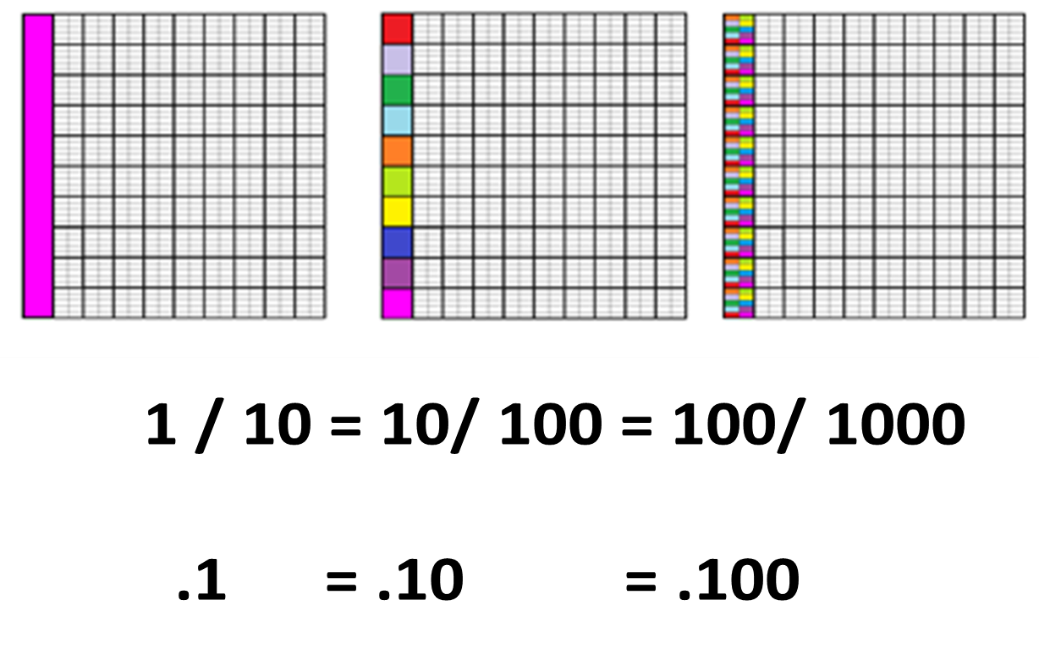 1 / 10 = 10/ 100 = 100/ 1000
.1 = .10 = .100